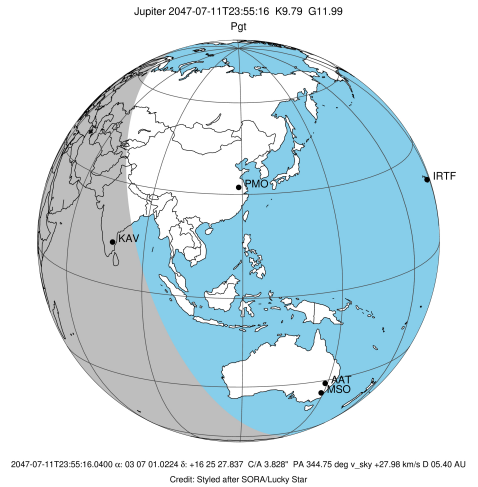 Jupiter 2047-07-11T23:55:16 K9.79 G11.99
Pgt
IRTF
PMO
KAV
AAT
MSO
2047-07-11T23:55:16.0400 α: 03 07 01.0224 δ: +16 25 27.837 C/A 3.828" PA 344.75 deg v_sky +27.98 km/s D 05.40 AU
Credit: Styled after SORA/Lucky Star